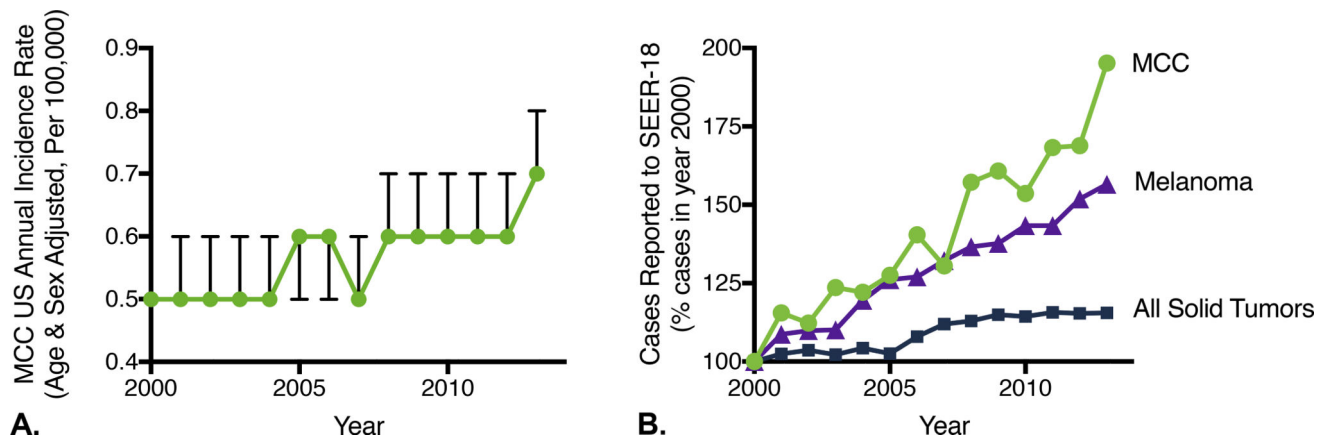 MCC US Annual Incidence Rate
(Age & Sex Adjusted, Per 100,000)
0.9
0.8
0.7
0.6
0.5
0.4
2000
2005
2010
Year
A.
Cases Reported to SEER-18
(% cases in year 2000)
200
175
150
125
100
2000
2005
2010
Year
MCC
Melanoma
All Solid Tumors
B.